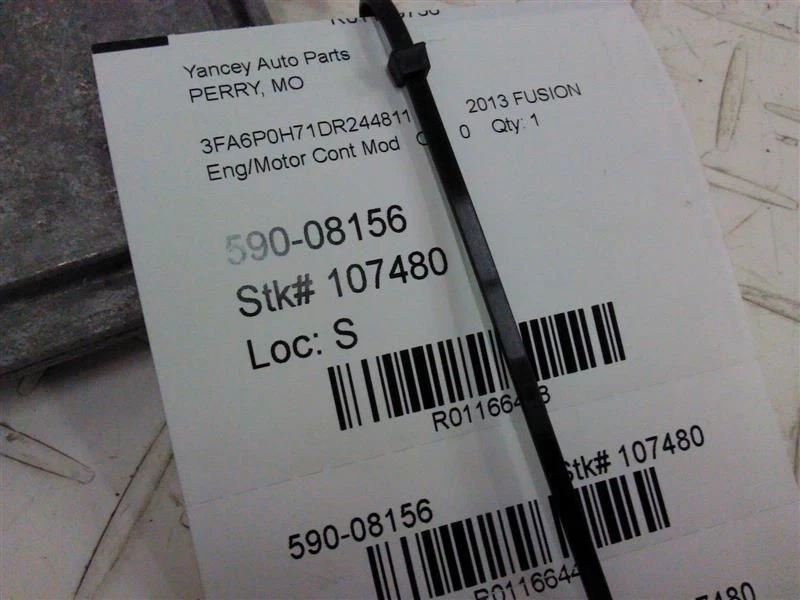 Yancey Auto Parts
PERRY, MO
3FA6P0H71DR244811 2013 FUSION
Eng/Motor Cont Mod 0 Qty: 1
590-08156
Stk# 107480
Loc: S
Stk# 107480
590-08156